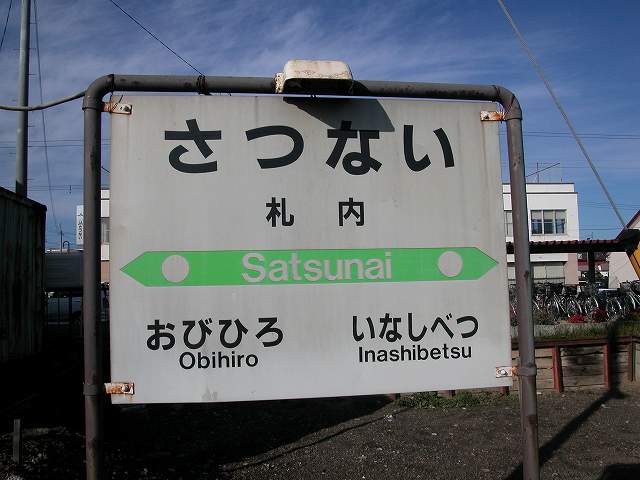 さつない
札内
Satsunai
おびひろ いなしべつ
Obihiro Inashibetsu